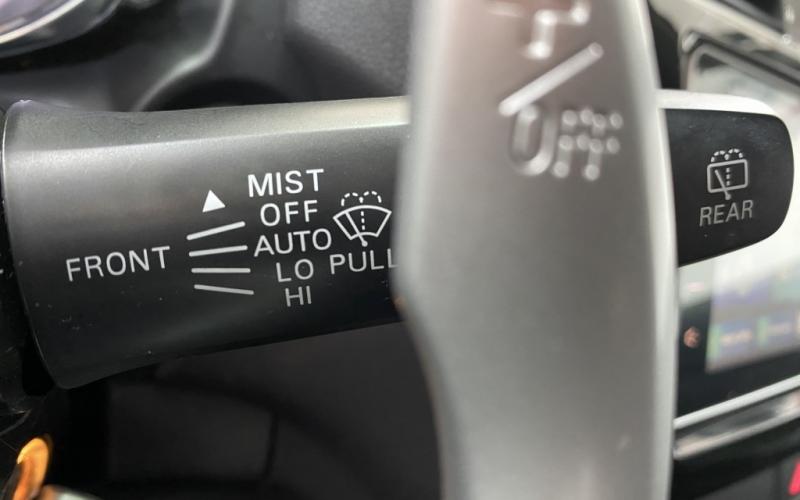 OFF
MIST
OFF
FRONT AUTO
LO PULL
HI
REAR